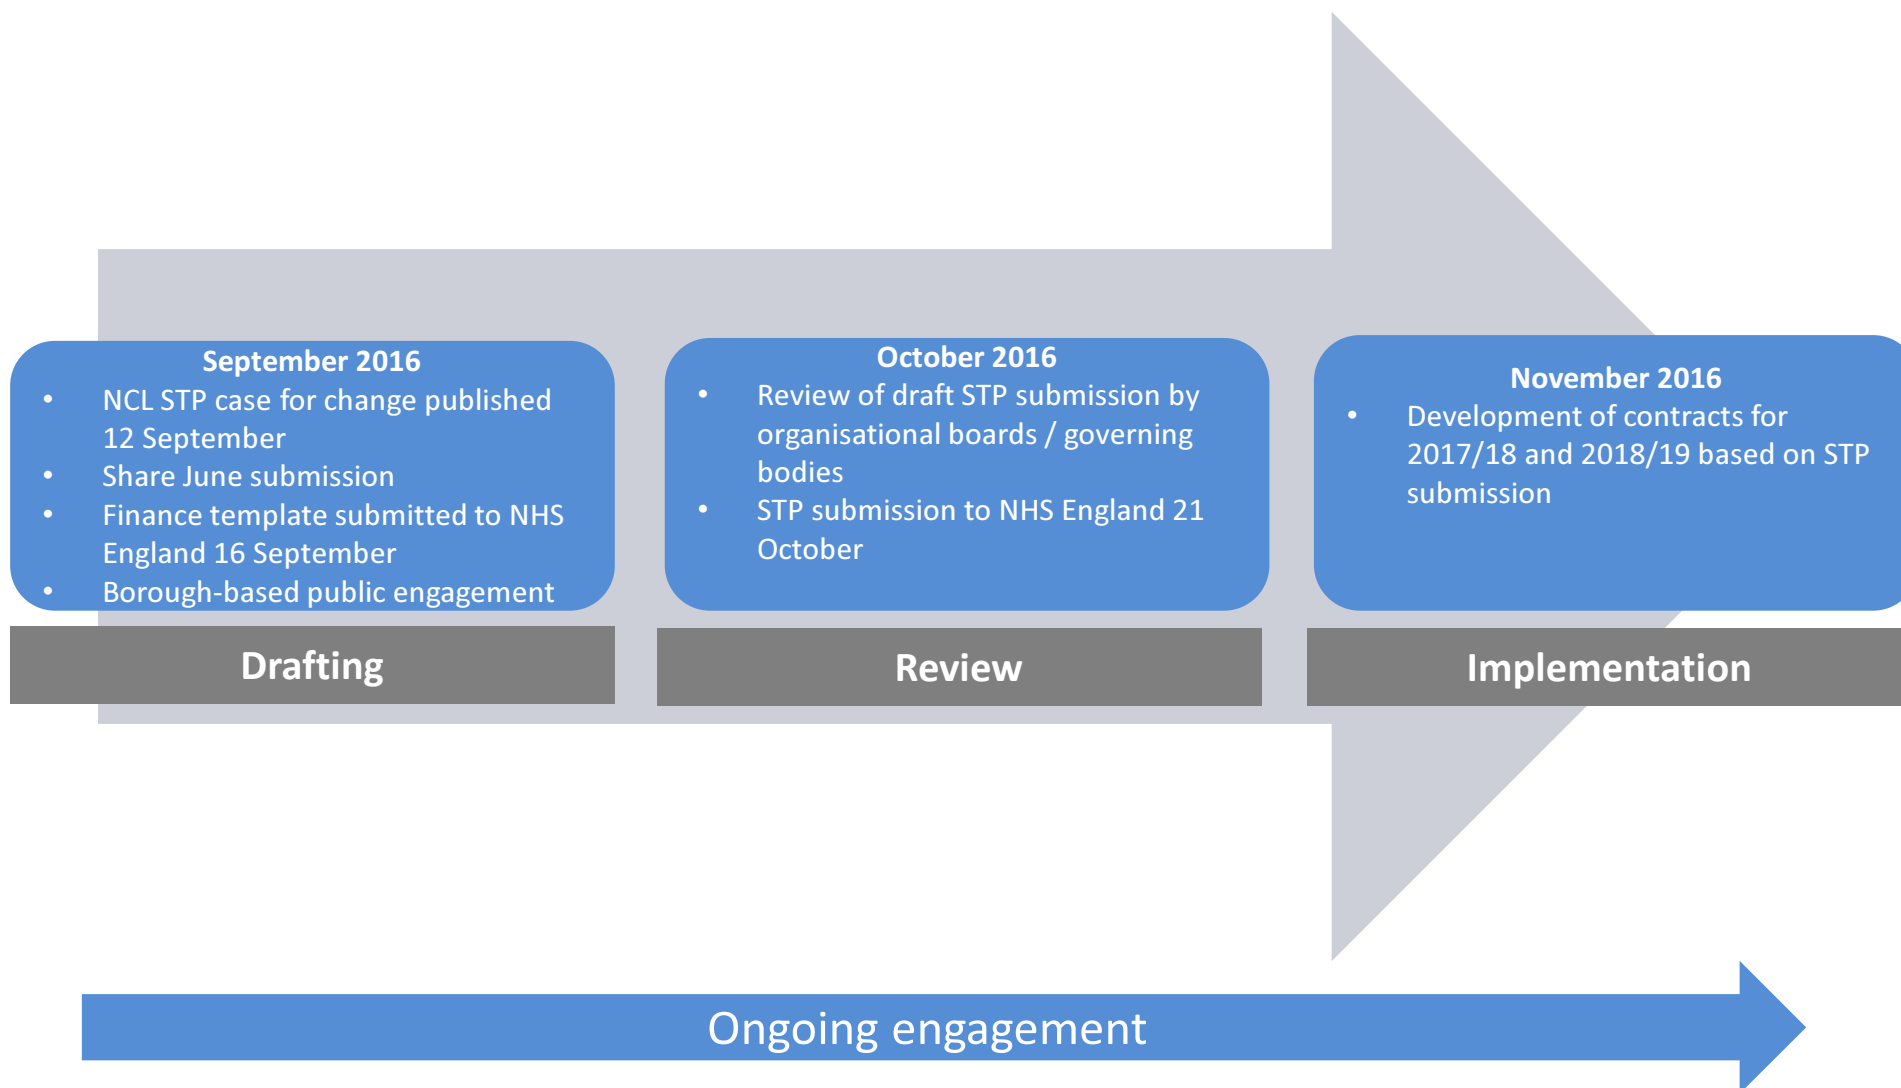 September 2016
• NCL STP case for change published
12 September
• Share June submission
• Finance template submitted to NHS
England 16 September
• Borough-based public engagement
Drafting
October 2016
• Review of draft STP submission by
organisational boards / governing
bodies
• STP submission to NHS England 21
October
Review
November 2016
• Development of contracts for
2017/18 and 2018/19 based on STP
submission
Implementation
Ongoing engagement